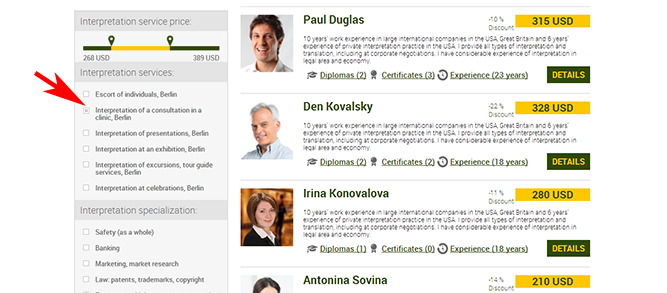 Interpretation service price:
268 USD 389 USD
Interpretation services:
Escort of individuals, Berlin
Interpretation of a consultation in a
clinic, Berlin
Interpretation of presentations, Berlin
Interpretation at an exhibition, Berlin
Interpretation of excursions, tour guide
services, Berlin
Interpretation at celebrations, Berlin
Interpretation specialization:
Safety (as a whole)
Banking
Marketing, market research
Law: patents, trademarks, copyright
Paul Duglas
-10 %
Discount
315 USD
10 years' work experience in large international companies in the USA, Great Britain and 6 years'
experience of private interpretation practice in the USA. I provide all types of interpretation and
translation, including at corporate negotiations. I have considerable experience of interpretation in
legal area and economy.
Diplomas (2) Certificates (3) Experience (23 years)
DETAILS
Den Kovalsky
-22 %
Discount
328 USD
10 years' work experience in large international companies in the USA, Great Britain and 6 years'
experience of private interpretation practice in the USA. I provide all types of interpretation and
translation, including at corporate negotiations. I have considerable experience of interpretation in
legal area and economy.
Diplomas (2) Certificates (2) Experience (18 years)
DETAILS
Irina Konovalova
-11 %
Discount
280 USD
10 years' work experience in large international companies in the USA, Great Britain and 6 years'
experience of private interpretation practice in the USA. I provide all types of interpretation and
translation, including at corporate negotiations. I have considerable experience of interpretation in
legal area and economy.
Diplomas (1) Certificates (0) Experience (18 years)
DETAILS
Antonina Sovina
-14 %
Discount
210 USD